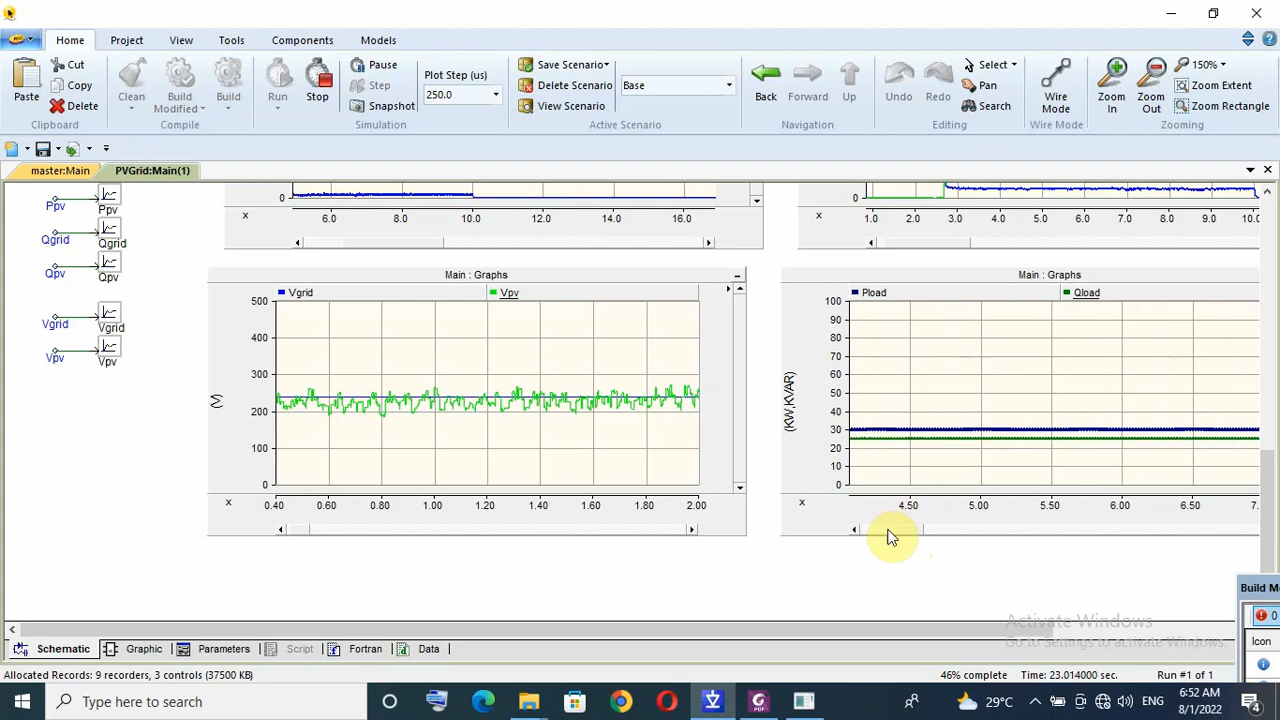 Home Project View Tools Components Models
Cut
Copy
Delete
Paste
Clipboard
Clean
Build
Modified
Build
Compile
Run
Stop
Pause
Step
Snapshot
Plot Step (us)
250.0
Simulation
Save Scenario
Delete Scenario
View Scenario
Base
Active Scenario
Back
Forward
Up
Navigation
Undo
Redo
Select
Pan
Search
Editing
Wire
Mode
Wire Mode
Zoom
In
Zoom
Out
150%
Zoom Extent
Zoom Rectangle
Zooming
master:Main
PVGrid:Main(1)
Ppv
Ppv
Qgrid
Qgrid
Qpv
Qpv
Vgrid
Vgrid
Vpv
Vpv
0
x
6.0 8.0 10.0 12.0 14.0 16.0
0
x
1.0 2.0 3.0 4.0 5.0 6.0 7.0 8.0 9.0 10.0
Main : Graphs
Vgrid
Vpv
500
400
300
200
100
0
(V)
x
0.40 0.60 0.80 1.00 1.20 1.40 1.60 1.80 2.00
Main : Graphs
Pload
Qload
100
90
80
70
60
50
40
30
20
10
0
(KW,KVAR)
x
4.50 5.00 5.50 6.00 6.50 7.
Build M
0
Icon
Activate Windows
Go to Settings to activate Windows.
Schematic Graphic Parameters Script Fortran Data
Allocated Records: 9 recorders, 3 controls (37500 KB)
46% complete
Time: 23.014000 secs.
Run #1 of 1
Type here to search
PDF
29°C
ENG
6:52 AM
8/1/2022
4